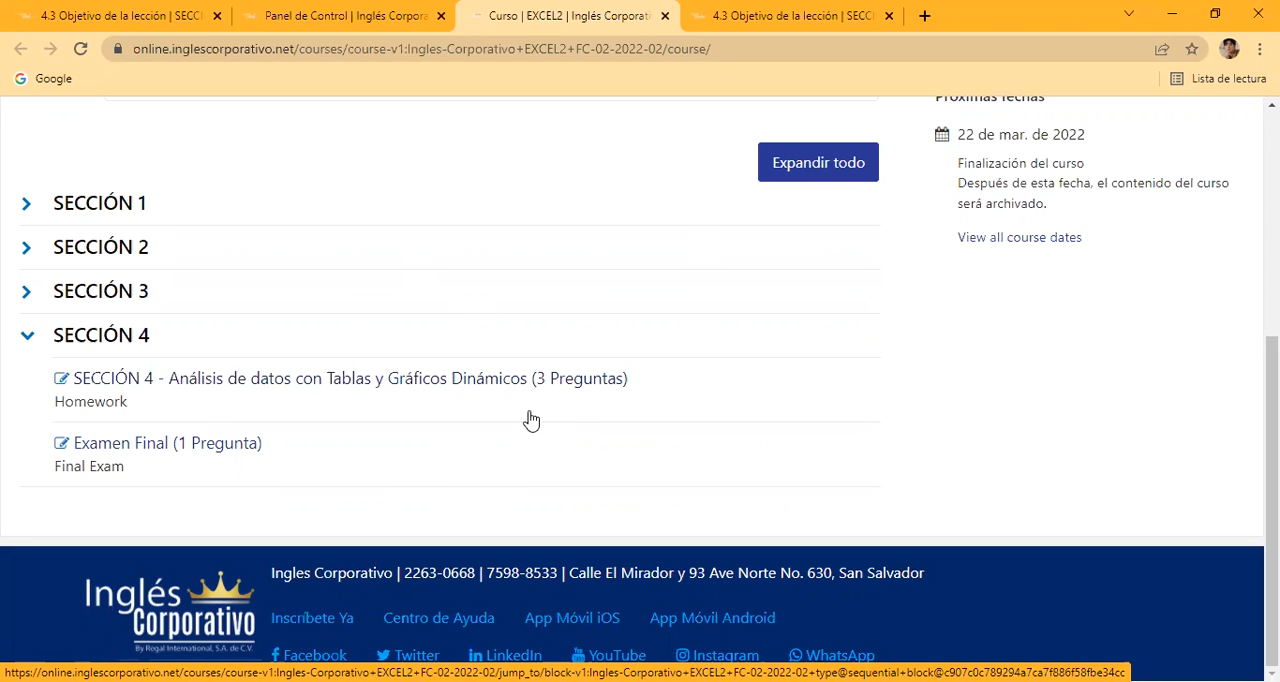 4.3 Objetivo de la lección | SECCI
Panel de Control | Inglés Corpora
Curso | EXCEL2 | Inglés Corporati
4.3 Objetivo de la lección | SECC
online.inglescorporativo.net/courses/course-v1:Ingles-Corporativo+EXCEL2+FC-02-2022-02/course/
Google
Lista de lectura
Próximas fechas
22 de mar. de 2022
Finalización del curso
Después de esta fecha, el contenido del curso
será archivado.
View all course dates
Expandir todo
SECCIÓN 1
SECCIÓN 2
SECCIÓN 3
SECCIÓN 4
SECCIÓN 4 - Análisis de datos con Tablas y Gráficos Dinámicos (3 Preguntas)
Homework
Examen Final (1 Pregunta)
Final Exam
Inglés
Corporativo
By Regal International, S.A. de C.V.
Ingles Corporativo | 2263-0668 | 7598-8533 | Calle El Mirador y 93 Ave Norte No. 630, San Salvador
Inscríbete Ya
Centro de Ayuda
App Móvil iOS
App Móvil Android
Facebook
Twitter
LinkedIn
YouTube
Instagram
WhatsApp
https://online.inglescorporativo.net/courses/course-v1:Ingles-Corporativo+EXCEL2+FC-02-2022-02/jump_to/block-v1:Ingles-Corporativo+EXCEL2+FC-02-2022-02+type@sequential+block@c907c0c789294a7ca7f886f58fbe34cc